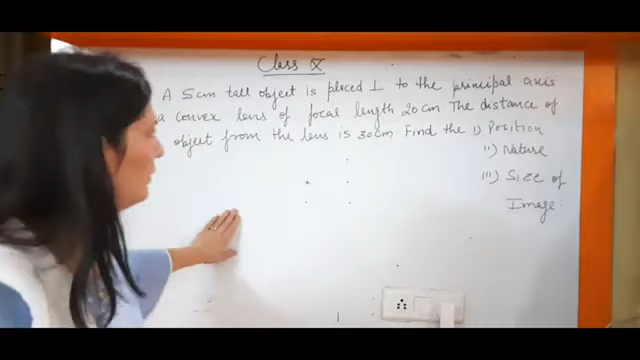 Class X
A 5cm tall object is placed ⊥ to the principal axis
a convex lens of focal length 20cm. The distance of
object from the lens is 30cm. Find the i) Position
ii) Nature
iii) Size of
Image.